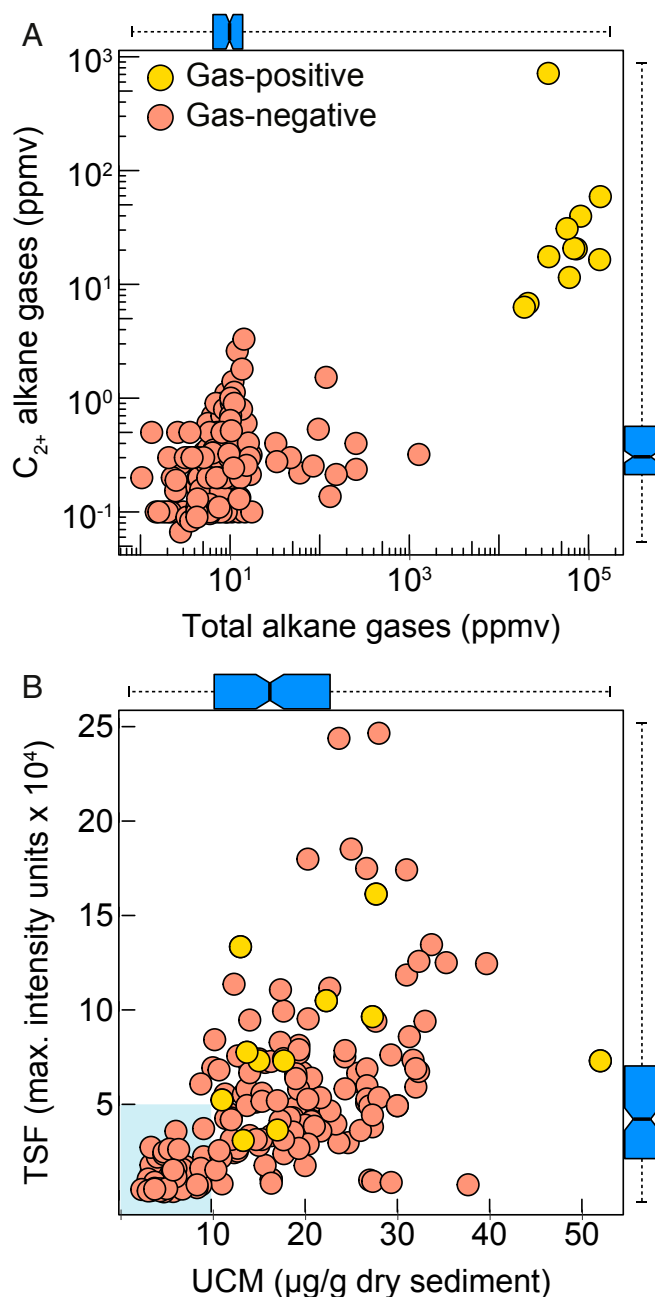 A
Gas-positive
Gas-negative
C₂₊ alkane gases (ppmv)
10³
10²
10¹
10⁰
10⁻¹
10¹
10³
10⁵
Total alkane gases (ppmv)
B
TSF (max. intensity units x 10⁴)
25
20
15
10
5
10
20
30
40
50
UCM (µg/g dry sediment)